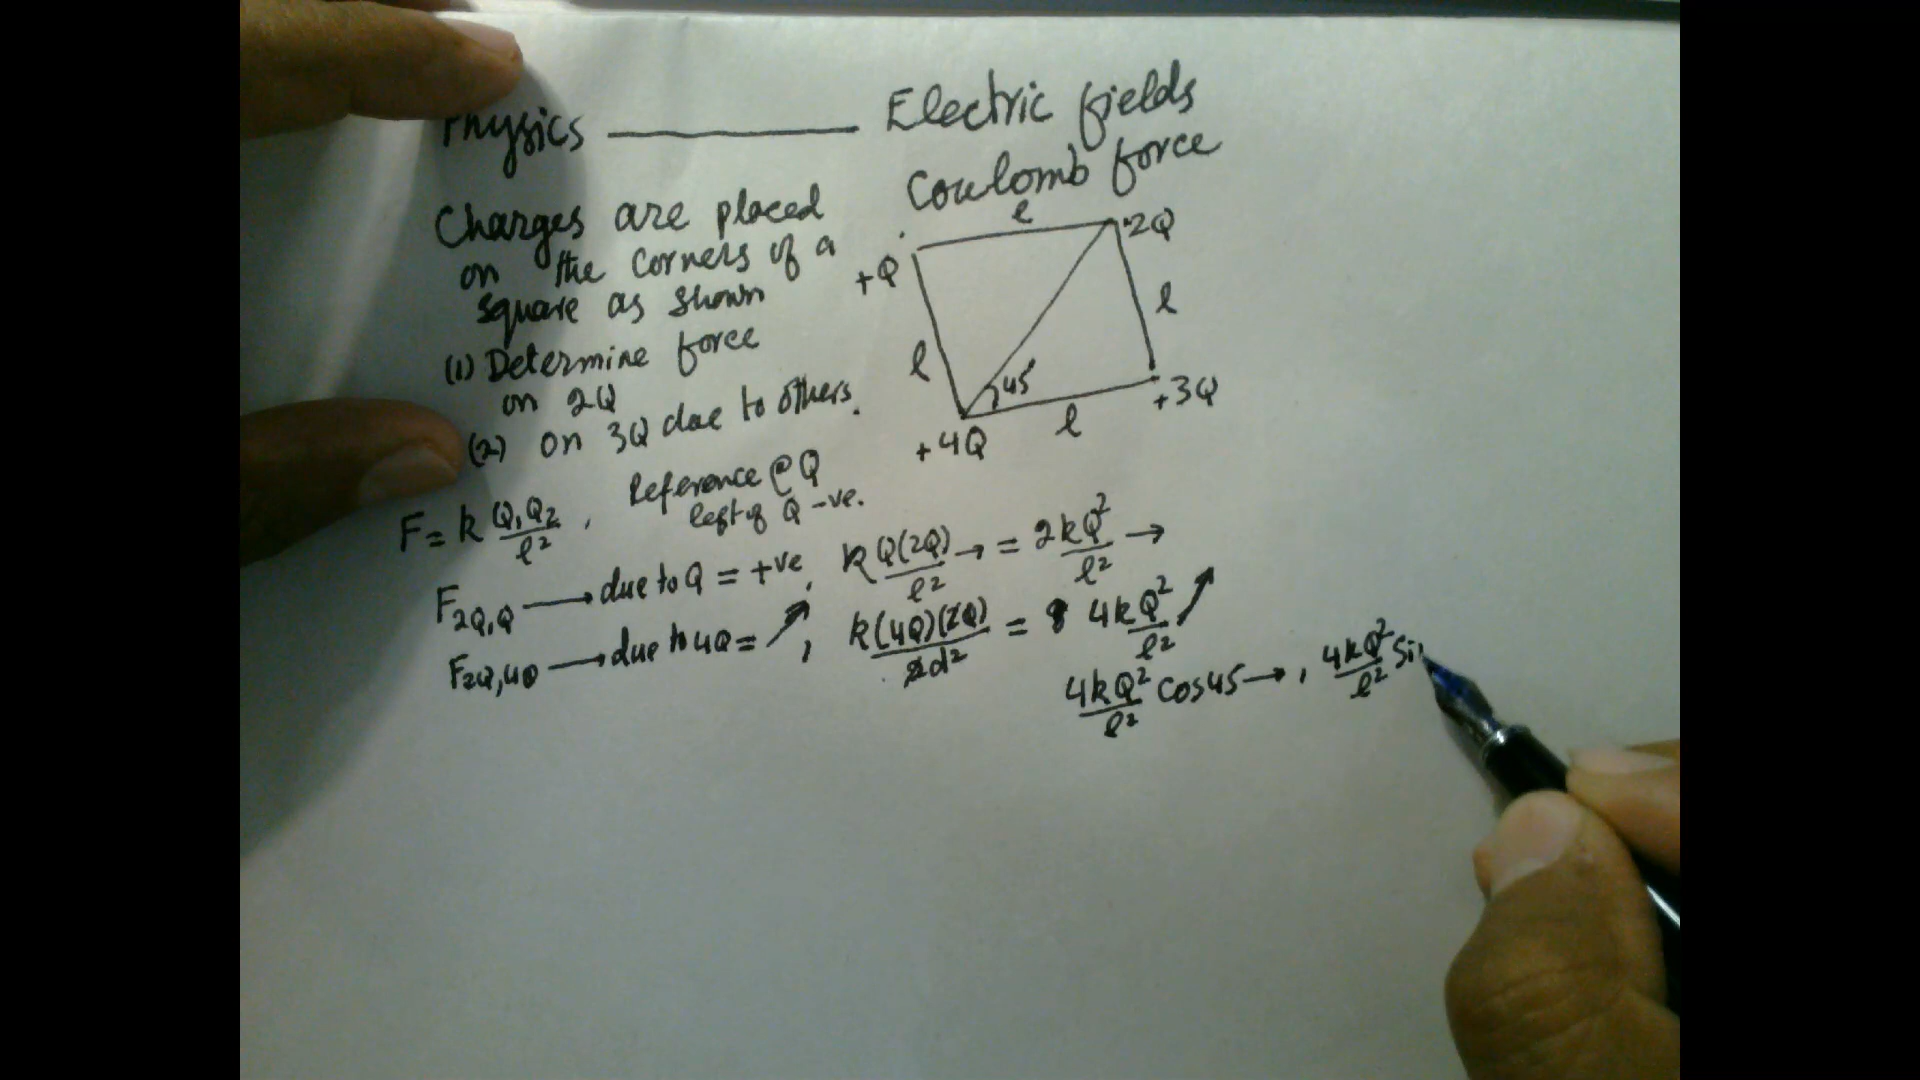 Physics ——— Electric fields
Coulomb force
Charges are placed
on the corners of a
square as shown
(1) Determine force
on 2Q
(2) on 3Q due to others.
l
2Q
+Q
l
l
45°
+3Q
l
+4Q
F = k Q₁Q₂/l² , Reference @ Q
left of Q -ve.
F₂Q,Q → due to Q = +ve, k Q(2Q)/l² → = 2kQ²/l² →
F₂Q,4Q → due to 4Q = ↗ , k(4Q)(2Q)/2d² = 4kQ²/l² ↗
4kQ²/l² cos45 → , 4kQ²/l² Si